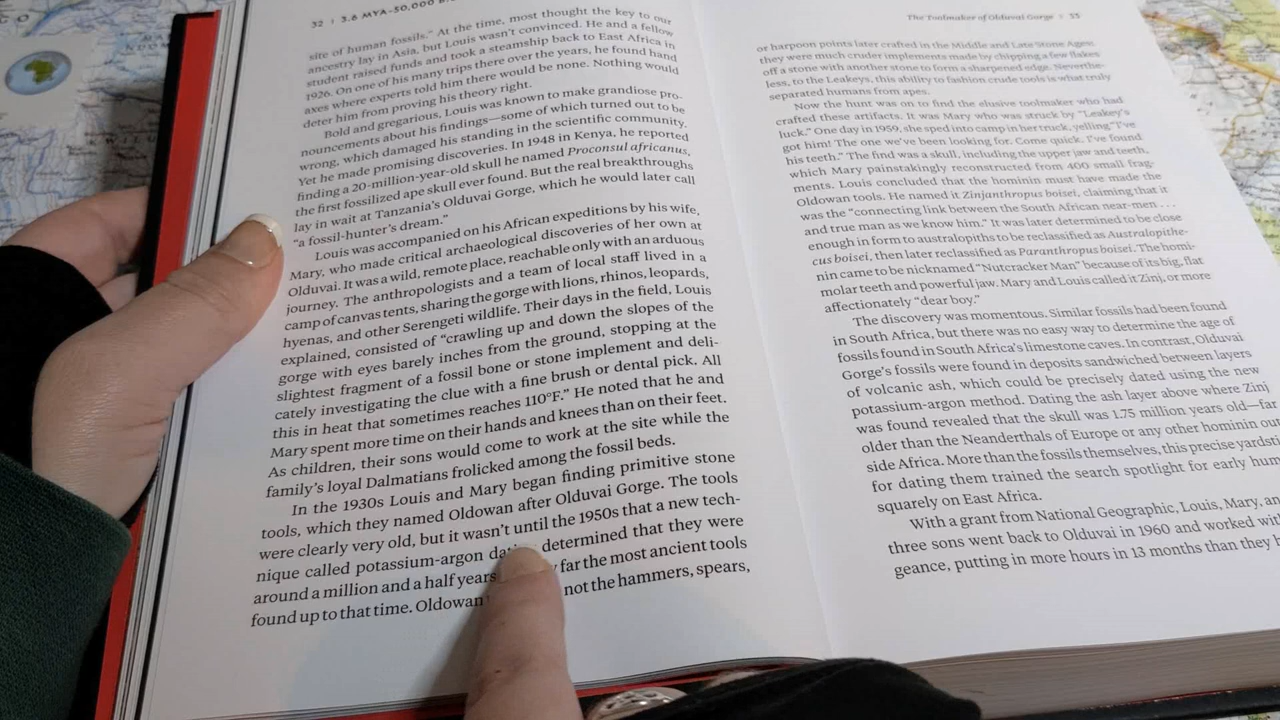 32 | 3.6 MYA–50,000 B
site of human fossils." At the time, most thought the key to our
ancestry lay in Asia, but Louis wasn't convinced. He and a fellow
student raised funds and took a steamship back to East Africa in
1926. On one of his many trips there over the years, he found hand
axes where experts told him there would be none. Nothing would
deter him from proving his theory right.
Bold and gregarious, Louis was known to make grandiose pro-
nouncements about his findings—some of which turned out to be
wrong, which damaged his standing in the scientific community.
Yet he made promising discoveries. In 1948 in Kenya, he reported
finding a 20-million-year-old skull he named Proconsul africanus,
the first fossilized ape skull ever found. But the real breakthroughs
lay in wait at Tanzania's Olduvai Gorge, which he would later call
"a fossil-hunter's dream."
Louis was accompanied on his African expeditions by his wife,
Mary, who made critical archaeological discoveries of her own at
Olduvai. It was a wild, remote place, reachable only with an arduous
journey. The anthropologists and a team of local staff lived in a
camp of canvas tents, sharing the gorge with lions, rhinos, leopards,
hyenas, and other Serengeti wildlife. Their days in the field, Louis
explained, consisted of "crawling up and down the slopes of the
gorge with eyes barely inches from the ground, stopping at the
slightest fragment of a fossil bone or stone implement and deli-
cately investigating the clue with a fine brush or dental pick. All
this in heat that sometimes reaches 110°F." He noted that he and
Mary spent more time on their hands and knees than on their feet.
As children, their sons would come to work at the site while the
family's loyal Dalmatians frolicked among the fossil beds.
In the 1930s Louis and Mary began finding primitive stone
tools, which they named Oldowan after Olduvai Gorge. The tools
were clearly very old, but it wasn't until the 1950s that a new tech-
nique called potassium-argon determined that they were
around a million and a half years far the most ancient tools
found up to that time. Oldowan not the hammers, spears,
The Toolmaker of Olduvai Gorge | 33
or harpoon points later crafted in the Middle and Late Stone Ages;
they were much cruder implements made by chipping a few flakes
off a stone with another stone to form a sharpened edge. Neverthe-
less, to the Leakeys, this ability to fashion crude tools is what truly
separated humans from apes.
Now the hunt was on to find the elusive toolmaker who had
crafted these artifacts. It was Mary who was struck by "Leakey's
luck." One day in 1959, she sped into camp in her truck, yelling "I've
got him! The one we've been looking for. Come quick. I've found
his teeth." The find was a skull, including the upper jaw and teeth,
which Mary painstakingly reconstructed from 400 small frag-
ments. Louis concluded that the hominin must have made the
Oldowan tools. He named it Zinjanthropus boisei, claiming that it
was the "connecting link between the South African near-men . . .
and true man as we know him." It was later determined to be close
enough in form to australopiths to be reclassified as Australopithe-
cus boisei, then later reclassified as Paranthropus boisei. The homi-
nin came to be nicknamed "Nutcracker Man" because of its big, flat
molar teeth and powerful jaw. Mary and Louis called it Zinj, or more
affectionately "dear boy."
The discovery was momentous. Similar fossils had been found
in South Africa, but there was no easy way to determine the age of
fossils found in South Africa's limestone caves. In contrast, Olduvai
Gorge's fossils were found in deposits sandwiched between layers
of volcanic ash, which could be precisely dated using the new
potassium-argon method. Dating the ash layer above where Zinj
was found revealed that the skull was 1.75 million years old—far
older than the Neanderthals of Europe or any other hominin out
side Africa. More than the fossils themselves, this precise yardst
for dating them trained the search spotlight for early hum
squarely on East Africa.
With a grant from National Geographic, Louis, Mary, an
three sons went back to Olduvai in 1960 and worked wit
geance, putting in more hours in 13 months than they h